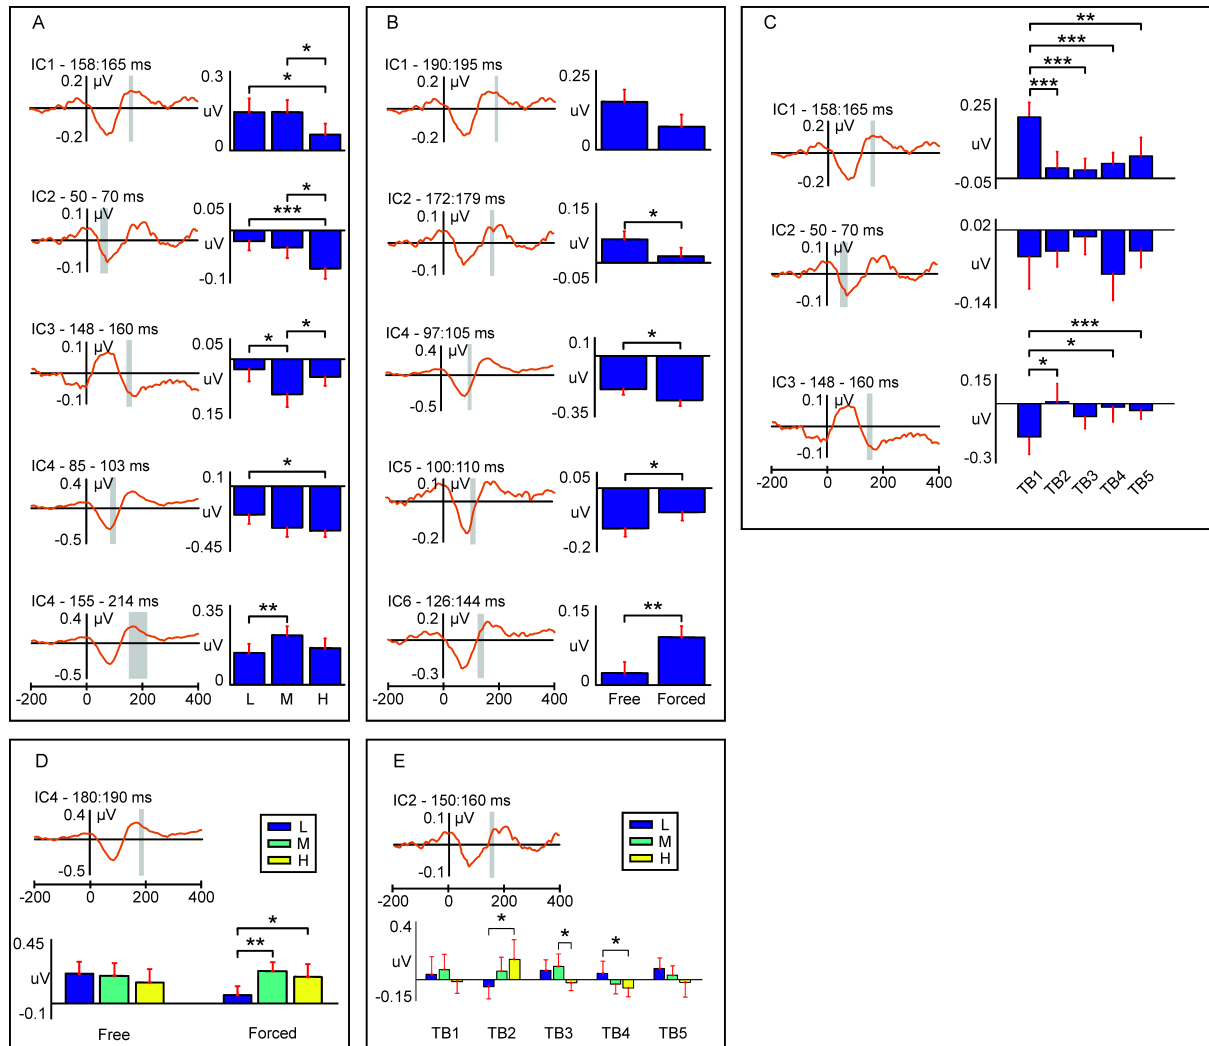 A
IC1 - 158:165 ms
0.2
µV
-0.2
0.3
uV
0
*
*
IC2 - 50 - 70 ms
0.1
µV
-0.1
0.05
uV
-0.1
***
*
IC3 - 148 - 160 ms
0.1
µV
-0.1
0.05
uV
0.15
*
*
IC4 - 85 - 103 ms
0.4
µV
-0.5
0.1
uV
-0.45
*
IC4 - 155 - 214 ms
0.4
µV
-0.5
0.35
uV
0
**
-200 0 200 400
L M H
B
IC1 - 190:195 ms
0.2
µV
-0.2
0.25
uV
0
IC2 - 172:179 ms
0.1
µV
-0.1
0.15
uV
-0.05
*
IC4 - 97:105 ms
0.4
µV
-0.5
0.1
uV
-0.35
*
IC5 - 100:110 ms
0.1
µV
-0.2
0.05
uV
-0.2
*
IC6 - 126:144 ms
0.2
µV
-0.3
0.15
uV
0
**
-200 0 200 400
Free Forced
C
IC1 - 158:165 ms
0.2
µV
-0.2
0.25
uV
-0.05
**
***
***
***
IC2 - 50 - 70 ms
0.1
µV
-0.1
0.02
uV
-0.14
IC3 - 148 - 160 ms
0.1
µV
-0.1
0.15
uV
-0.3
***
*
*
-200 0 200 400
TB1 TB2 TB3 TB4 TB5
D
IC4 - 180:190 ms
0.4
µV
-0.5
-200 0 200 400
L
M
H
0.45
uV
-0.1
*
**
Free Forced
E
IC2 - 150:160 ms
0.1
µV
-0.1
-200 0 200 400
L
M
H
0.4
uV
-0.15
* * *
TB1 TB2 TB3 TB4 TB5